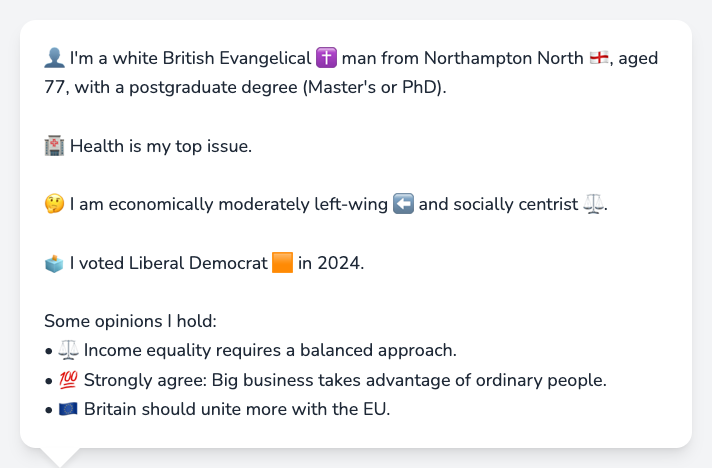 👤 I'm a white British Evangelical ✝️ man from Northampton North 🏴󠁧󠁢󠁥󠁮󠁧󠁿, aged
77, with a postgraduate degree (Master's or PhD).
🏥 Health is my top issue.
🤔 I am economically moderately left-wing ⬅️ and socially centrist ⚖️.
🗳️ I voted Liberal Democrat 🟧 in 2024.
Some opinions I hold:
• ⚖️ Income equality requires a balanced approach.
• 💯 Strongly agree: Big business takes advantage of ordinary people.
• 🇪🇺 Britain should unite more with the EU.